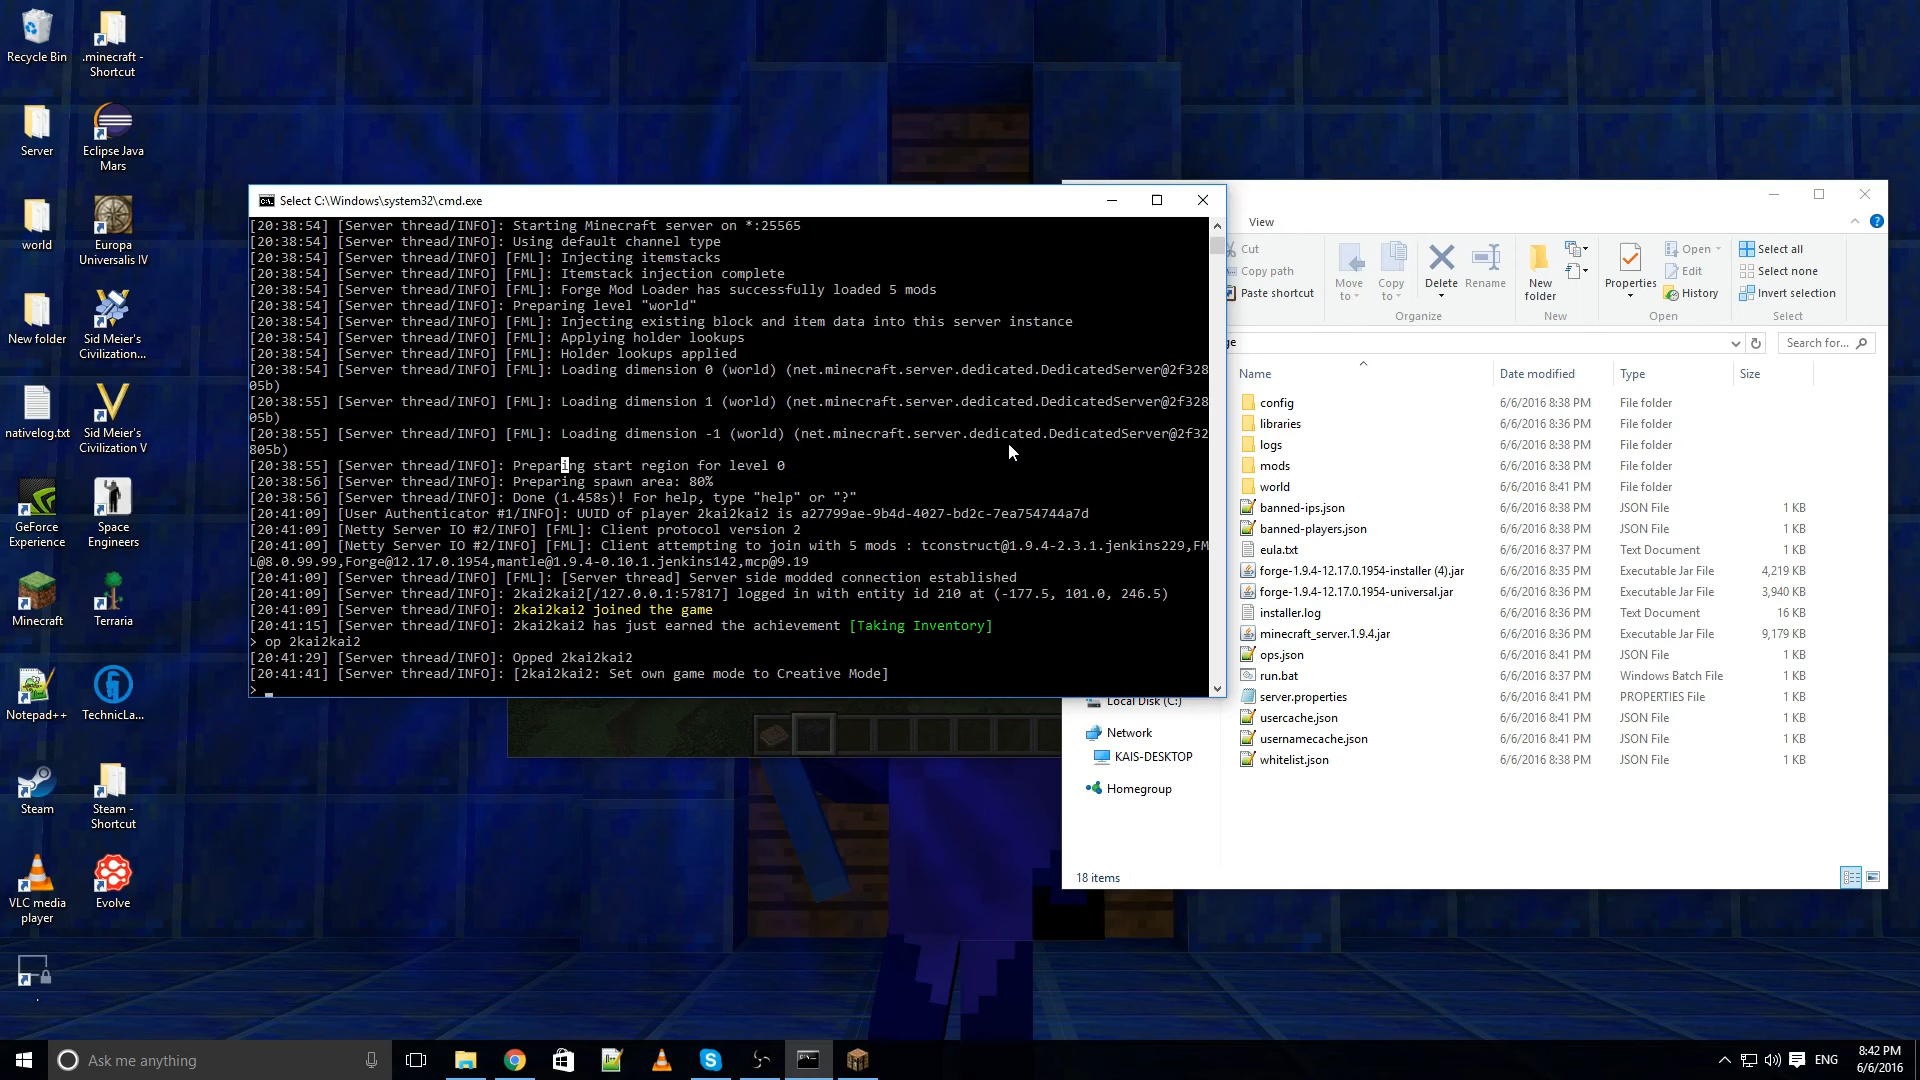 Recycle Bin
.minecraft -
Shortcut
Server
Eclipse Java
Mars
world
Europa
Universalis IV
New folder
Sid Meier's
Civilization...
nativelog.txt
Sid Meier's
Civilization V
GeForce
Experience
Space
Engineers
Minecraft
Terraria
Notepad++
TechnicLa...
Steam
Steam -
Shortcut
VLC media
player
Evolve
.
Select C:\Windows\system32\cmd.exe
[20:38:54] [Server thread/INFO]: Starting Minecraft server on *:25565
[20:38:54] [Server thread/INFO]: Using default channel type
[20:38:54] [Server thread/INFO] [FML]: Injecting itemstacks
[20:38:54] [Server thread/INFO] [FML]: Itemstack injection complete
[20:38:54] [Server thread/INFO]: Forge Mod Loader has successfully loaded 5 mods
[20:38:54] [Server thread/INFO]: Preparing level "world"
[20:38:54] [Server thread/INFO] [FML]: Injecting existing block and item data into this server instance
[20:38:54] [Server thread/INFO] [FML]: Applying holder lookups
[20:38:54] [Server thread/INFO] [FML]: Holder lookups applied
[20:38:54] [Server thread/INFO] [FML]: Loading dimension 0 (world) (net.minecraft.server.dedicated.DedicatedServer@2f328
05b)
[20:38:55] [Server thread/INFO] [FML]: Loading dimension 1 (world) (net.minecraft.server.dedicated.DedicatedServer@2f328
05b)
[20:38:55] [Server thread/INFO] [FML]: Loading dimension -1 (world) (net.minecraft.server.dedicated.DedicatedServer@2f32
805b)
[20:38:55] [Server thread/INFO]: Preparing start region for level 0
[20:38:56] [Server thread/INFO]: Preparing spawn area: 80%
[20:38:56] [Server thread/INFO]: Done (1.458s)! For help, type "help" or "?"
[20:41:09] [User Authenticator #1/INFO]: UUID of player 2kai2kai2 is a27799ae-9b4d-4027-bd2c-7ea754744a7d
[20:41:09] [Netty Server IO #2/INFO] [FML]: Client protocol version 2
[20:41:09] [Netty Server IO #2/INFO] [FML]: Client attempting to join with 5 mods : tconstruct@1.9.4-2.3.1.jenkins229,FM
L@8.0.99.99,Forge@12.17.0.1954,mantle@1.9.4-0.10.1.jenkins142,mcp@9.19
[20:41:09] [Server thread/INFO] [FML]: [Server thread] Server side modded connection established
[20:41:09] [Server thread/INFO]: 2kai2kai2[/127.0.0.1:57817] logged in with entity id 210 at (-177.5, 101.0, 246.5)
[20:41:09] [Server thread/INFO]: 2kai2kai2 joined the game
[20:41:15] [Server thread/INFO]: 2kai2kai2 has just earned the achievement [Taking Inventory]
> op 2kai2kai2
[20:41:29] [Server thread/INFO]: Opped 2kai2kai2
[20:41:41] [Server thread/INFO]: [2kai2kai2: Set own game mode to Creative Mode]
>
View
Cut
Copy path
Paste shortcut
Move
to
Copy
to
Delete
Rename
Organize
New
folder
New
Properties
Open
Edit
History
Open
Select all
Select none
Invert selection
Select
ge
Search for...
Name Date modified Type Size
config 6/6/2016 8:38 PM File folder
libraries 6/6/2016 8:36 PM File folder
logs 6/6/2016 8:38 PM File folder
mods 6/6/2016 8:38 PM File folder
world 6/6/2016 8:41 PM File folder
banned-ips.json 6/6/2016 8:38 PM JSON File 1 KB
banned-players.json 6/6/2016 8:38 PM JSON File 1 KB
eula.txt 6/6/2016 8:37 PM Text Document 1 KB
forge-1.9.4-12.17.0.1954-installer (4).jar 6/6/2016 8:35 PM Executable Jar File 4,219 KB
forge-1.9.4-12.17.0.1954-universal.jar 6/6/2016 8:36 PM Executable Jar File 3,940 KB
installer.log 6/6/2016 8:36 PM Text Document 16 KB
minecraft_server.1.9.4.jar 6/6/2016 8:36 PM Executable Jar File 9,179 KB
ops.json 6/6/2016 8:41 PM JSON File 1 KB
run.bat 6/6/2016 8:37 PM Windows Batch File 1 KB
server.properties 6/6/2016 8:41 PM PROPERTIES File 1 KB
usercache.json 6/6/2016 8:41 PM JSON File 1 KB
usernamecache.json 6/6/2016 8:41 PM JSON File 1 KB
whitelist.json 6/6/2016 8:38 PM JSON File 1 KB
Local Disk (C:)
Network
KAIS-DESKTOP
Homegroup
18 items
Ask me anything
ENG
8:42 PM
6/6/2016